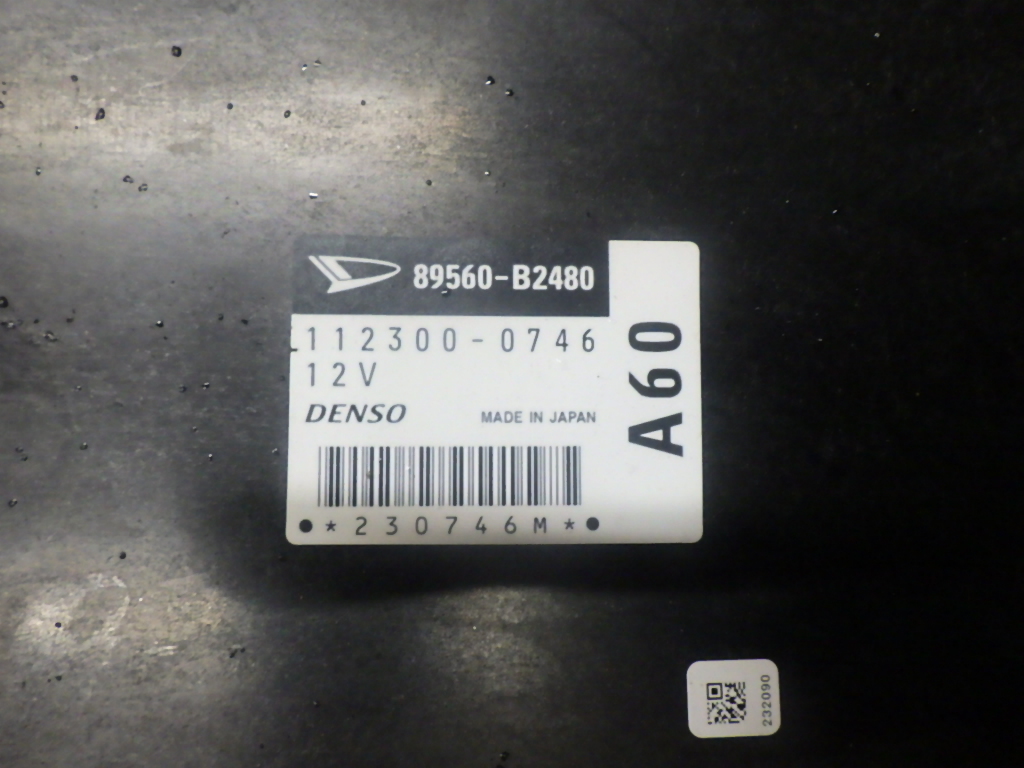 89560-B2480
112300-0746
12V
DENSO MADE IN JAPAN
●*230746M*●
A60
232090